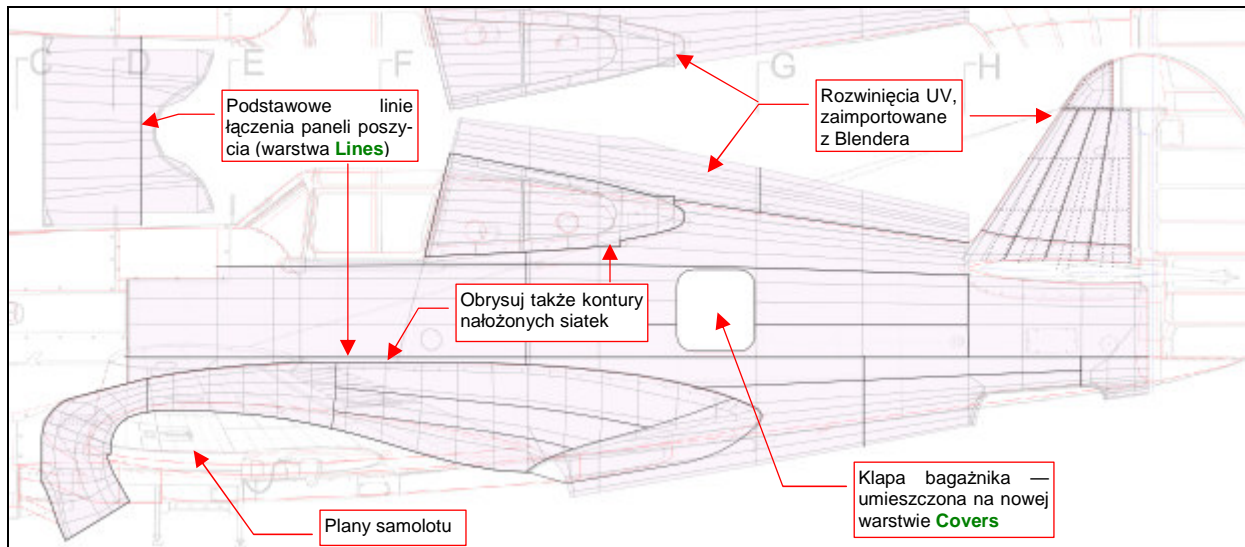 C
D
E
F
G
H
Podstawowe linie
łączenia paneli poszy-
cia (warstwa Lines)
Rozwinięcia UV,
zaimportowane
z Blendera
Obrysuj także kontury
nałożonych siatek
Klapa bagażnika —
umieszczona na nowej
warstwie Covers
Plany samolotu